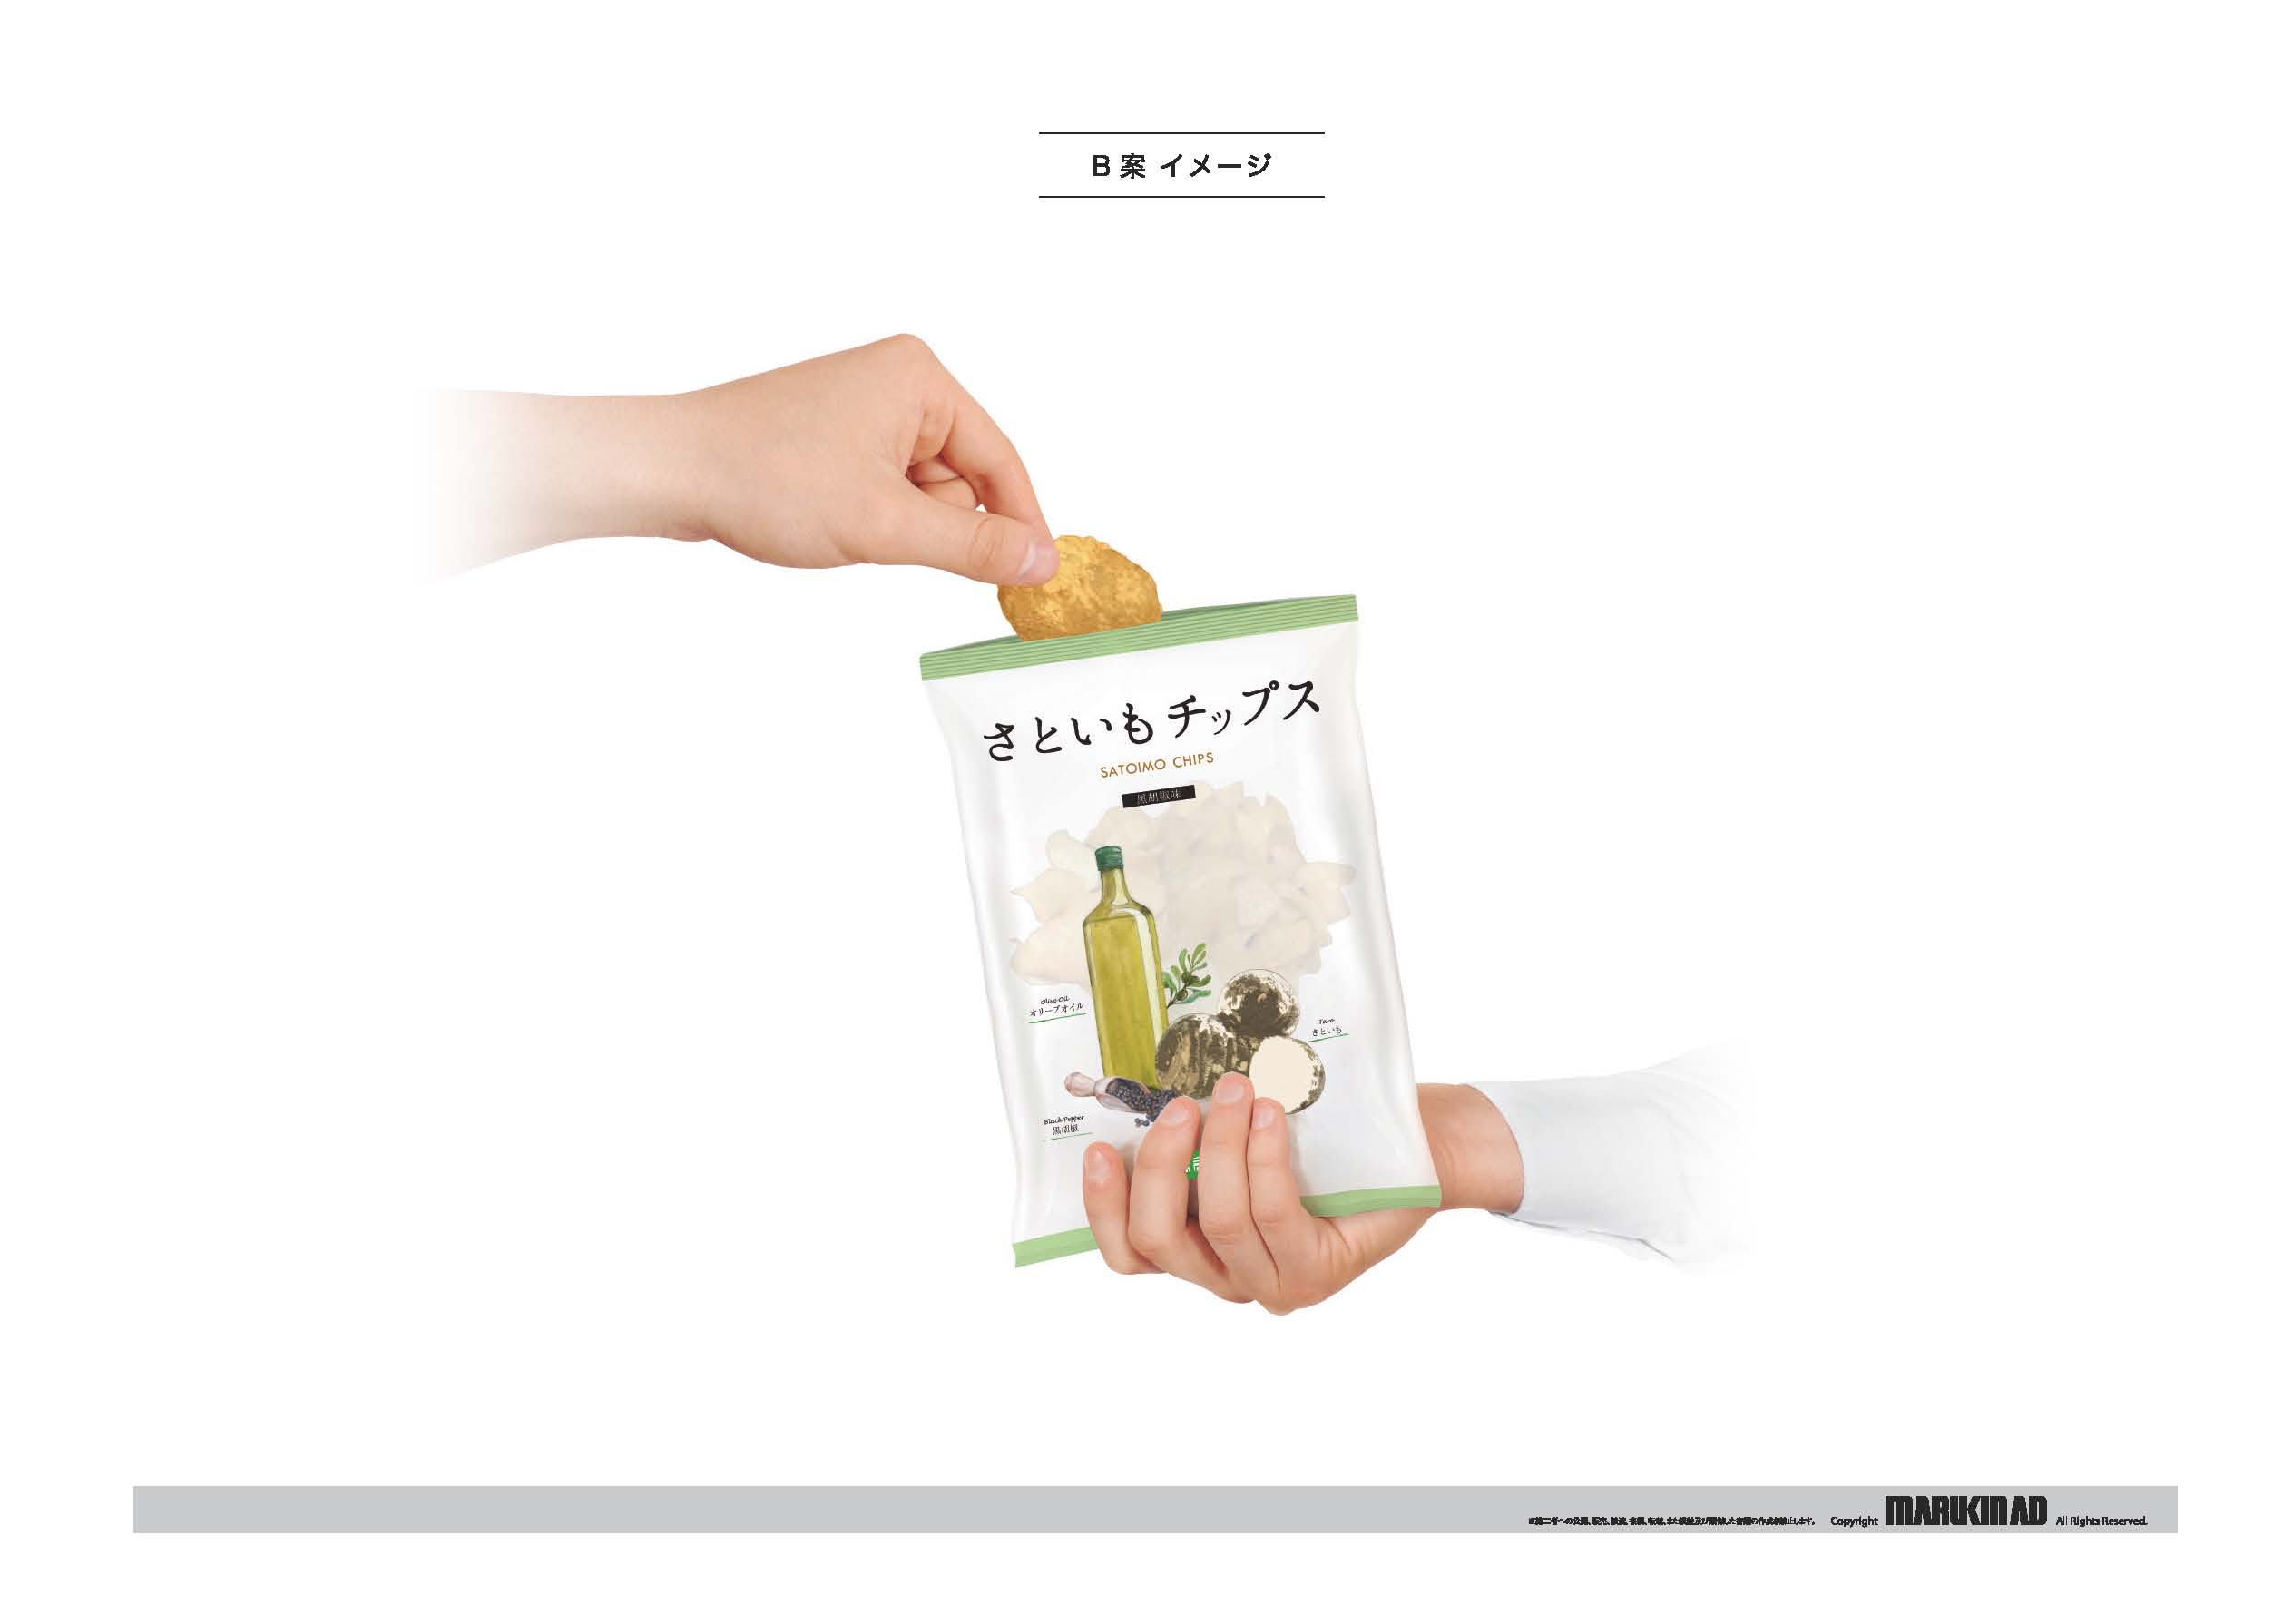 B案 イメージ
さといもチップス
SATOIMO CHIPS
黒胡椒味
Olive Oil
オリーブオイル
Taro
さといも
Black Pepper
黒胡椒
Copyright MARUKIN AD All Rights Reserved.